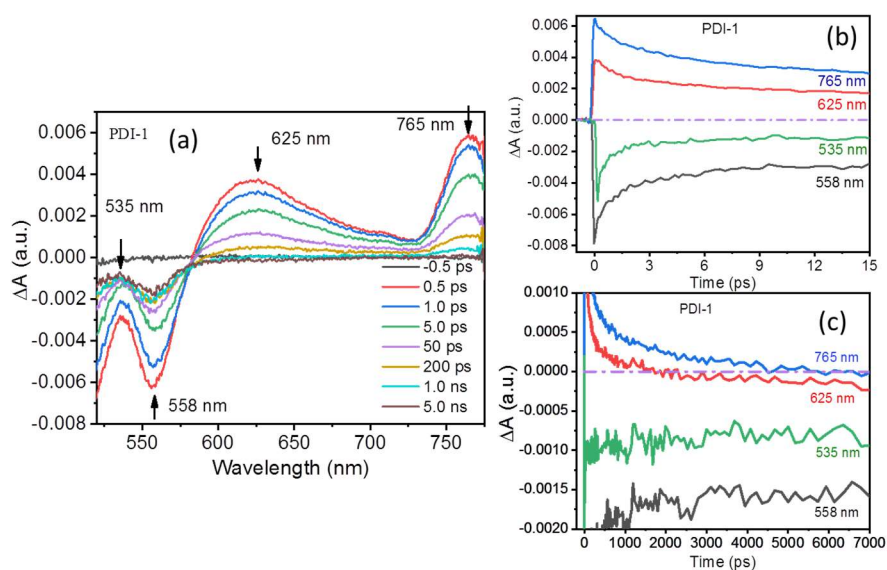 PDI-1
(a)
535 nm
625 nm
765 nm
558 nm
0.006
0.004
0.002
0.000
-0.002
-0.004
-0.006
-0.008
ΔA (a.u.)
550
600
650
700
750
Wavelength (nm)
-0.5 ps
0.5 ps
1.0 ps
5.0 ps
50 ps
200 ps
1.0 ns
5.0 ns
PDI-1
(b)
0.006
0.004
0.002
0.000
-0.002
-0.004
-0.006
-0.008
ΔA (a.u.)
765 nm
625 nm
535 nm
558 nm
0
3
6
9
12
15
Time (ps)
PDI-1
(c)
0.0010
0.0005
0.0000
-0.0005
-0.0010
-0.0015
-0.0020
ΔA (a.u.)
765 nm
625 nm
535 nm
558 nm
0
1000
2000
3000
4000
5000
6000
7000
Time (ps)